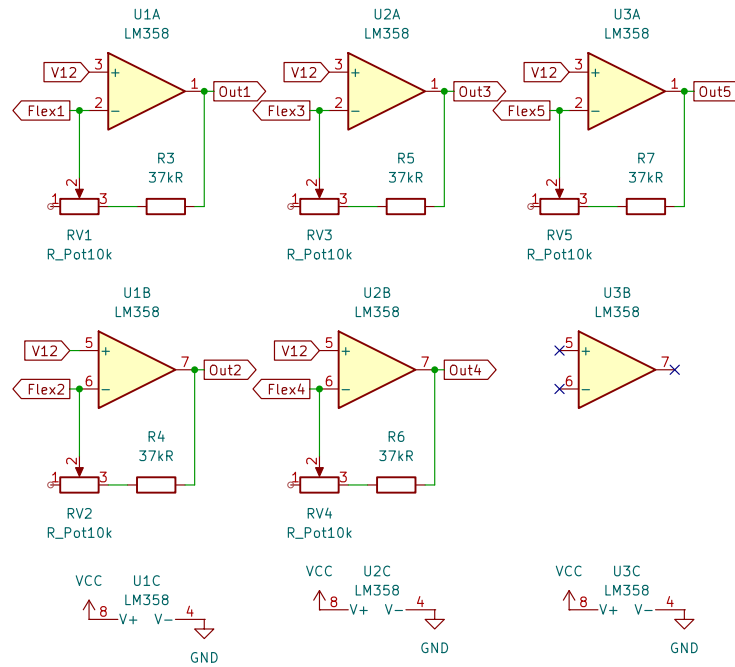 U1A
LM358
V12 3 + 1 Out1
Flex1 2 −
R3
37kR
2
1 3
RV1
R_Pot10k
U2A
LM358
V12 3 + 1 Out3
Flex3 2 −
R5
37kR
2
1 3
RV3
R_Pot10k
U3A
LM358
V12 3 + 1 Out5
Flex5 2 −
R7
37kR
2
1 3
RV5
R_Pot10k
U1B
LM358
V12 5 + 7 Out2
Flex2 6 −
R4
37kR
2
1 3
RV2
R_Pot10k
U2B
LM358
V12 5 + 7 Out4
Flex4 6 −
R6
37kR
2
1 3
RV4
R_Pot10k
U3B
LM358
5 + 7
6 −
VCC
U1C
LM358
8 V+ V− 4
GND
VCC
U2C
LM358
8 V+ V− 4
GND
VCC
U3C
LM358
8 V+ V− 4
GND